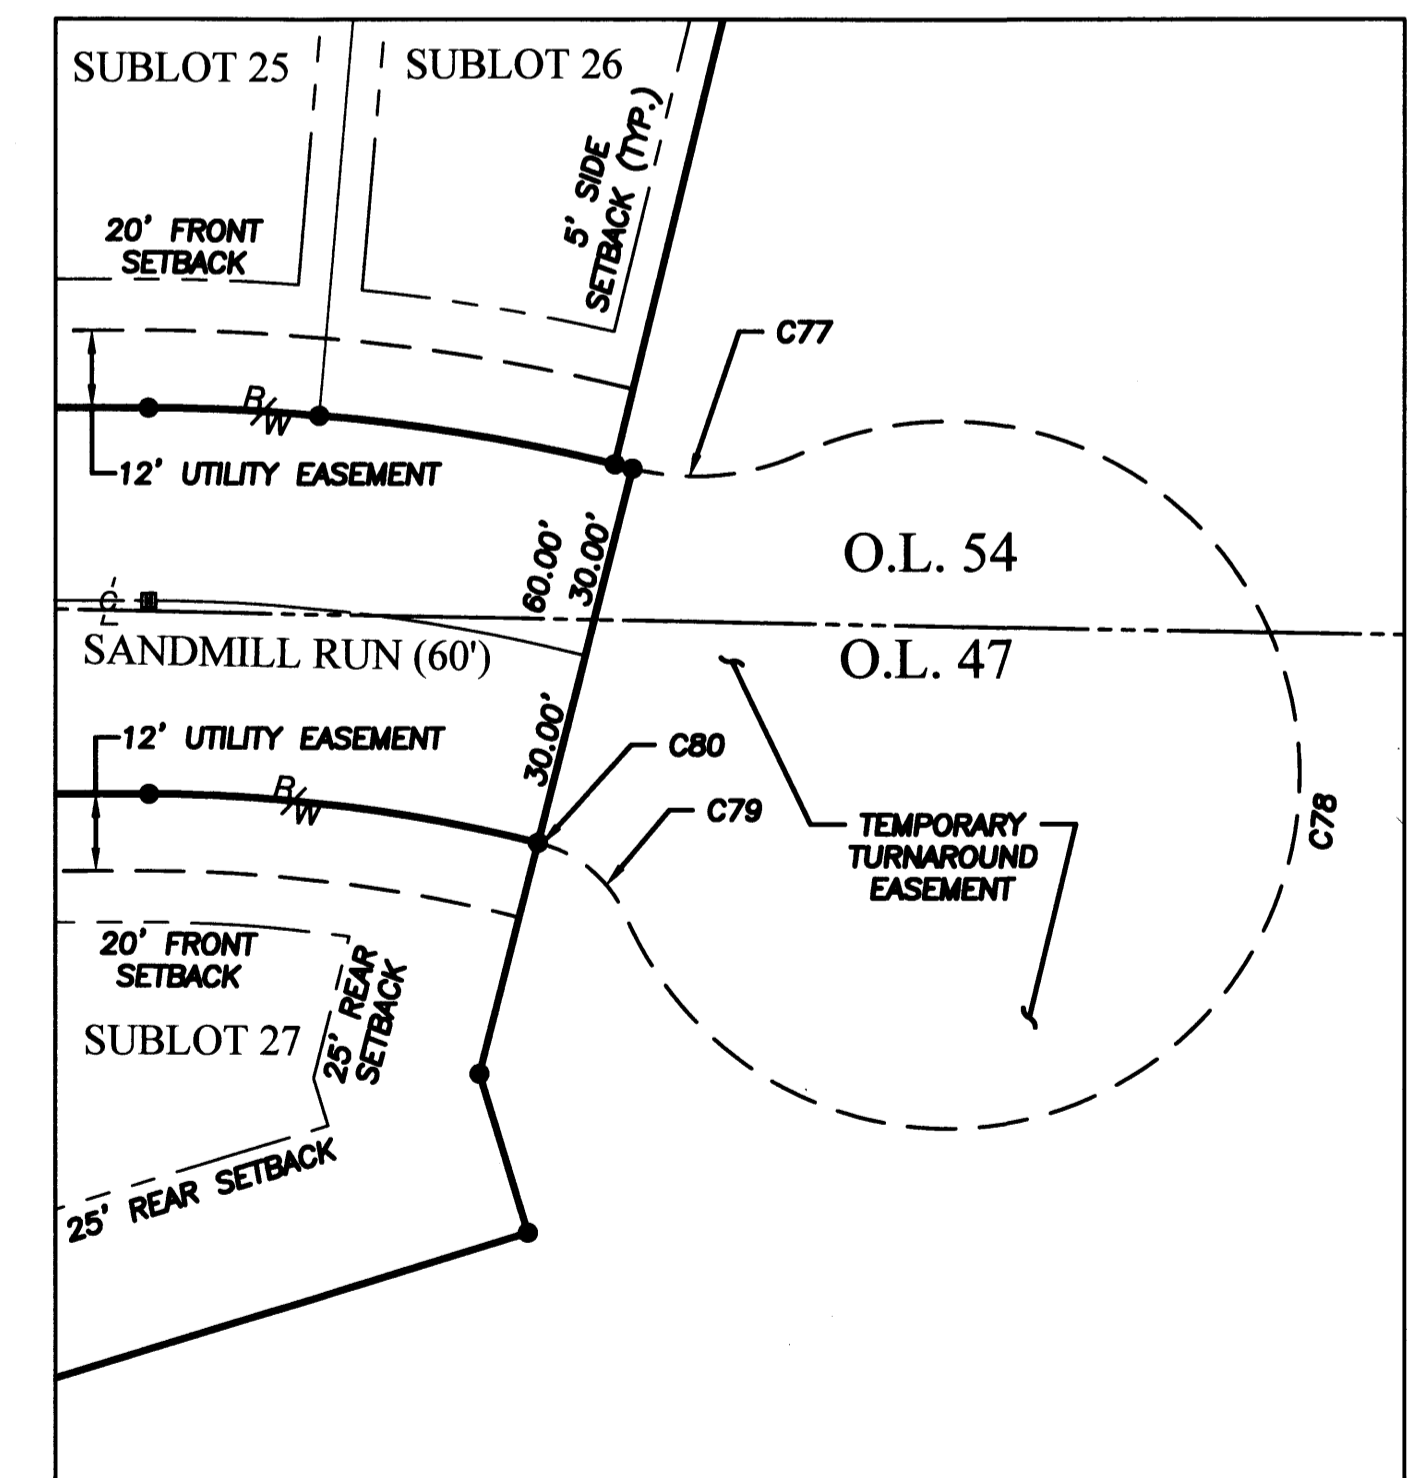 SUBLOT 25
SUBLOT 26
5' SIDE
SETBACK (TYP.)
20' FRONT
SETBACK
C77
R/W
12' UTILITY EASEMENT
60.00'
30.00'
O.L. 54
CL
SANDMILL RUN (60')
O.L. 47
30.00'
12' UTILITY EASEMENT
C80
R/W
C79
C78
TEMPORARY
TURNAROUND
EASEMENT
20' FRONT
SETBACK
25' REAR
SETBACK
SUBLOT 27
25' REAR SETBACK